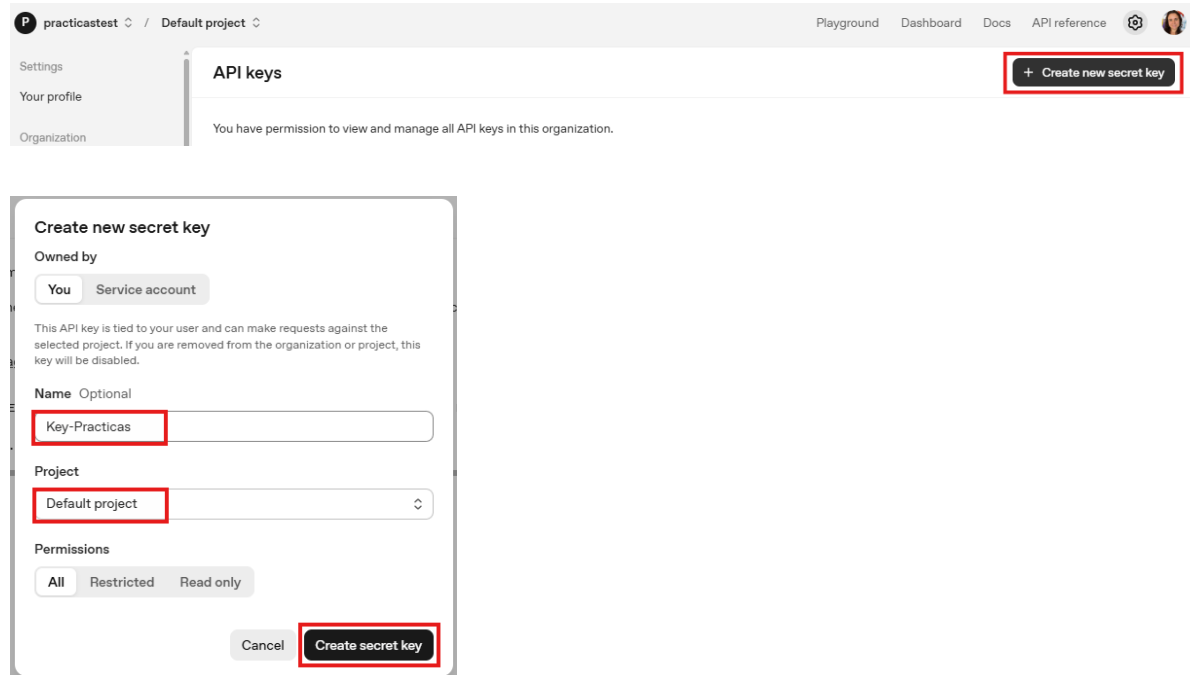 P practicastest / Default project Playground Dashboard Docs API reference
Settings
API keys + Create new secret key
Your profile
You have permission to view and manage all API keys in this organization.
Organization
Create new secret key
Owned by
You Service account
This API key is tied to your user and can make requests against the
selected project. If you are removed from the organization or project, this
key will be disabled.
Name Optional
Key-Practicas
Project
Default project
Permissions
All Restricted Read only
Cancel Create secret key